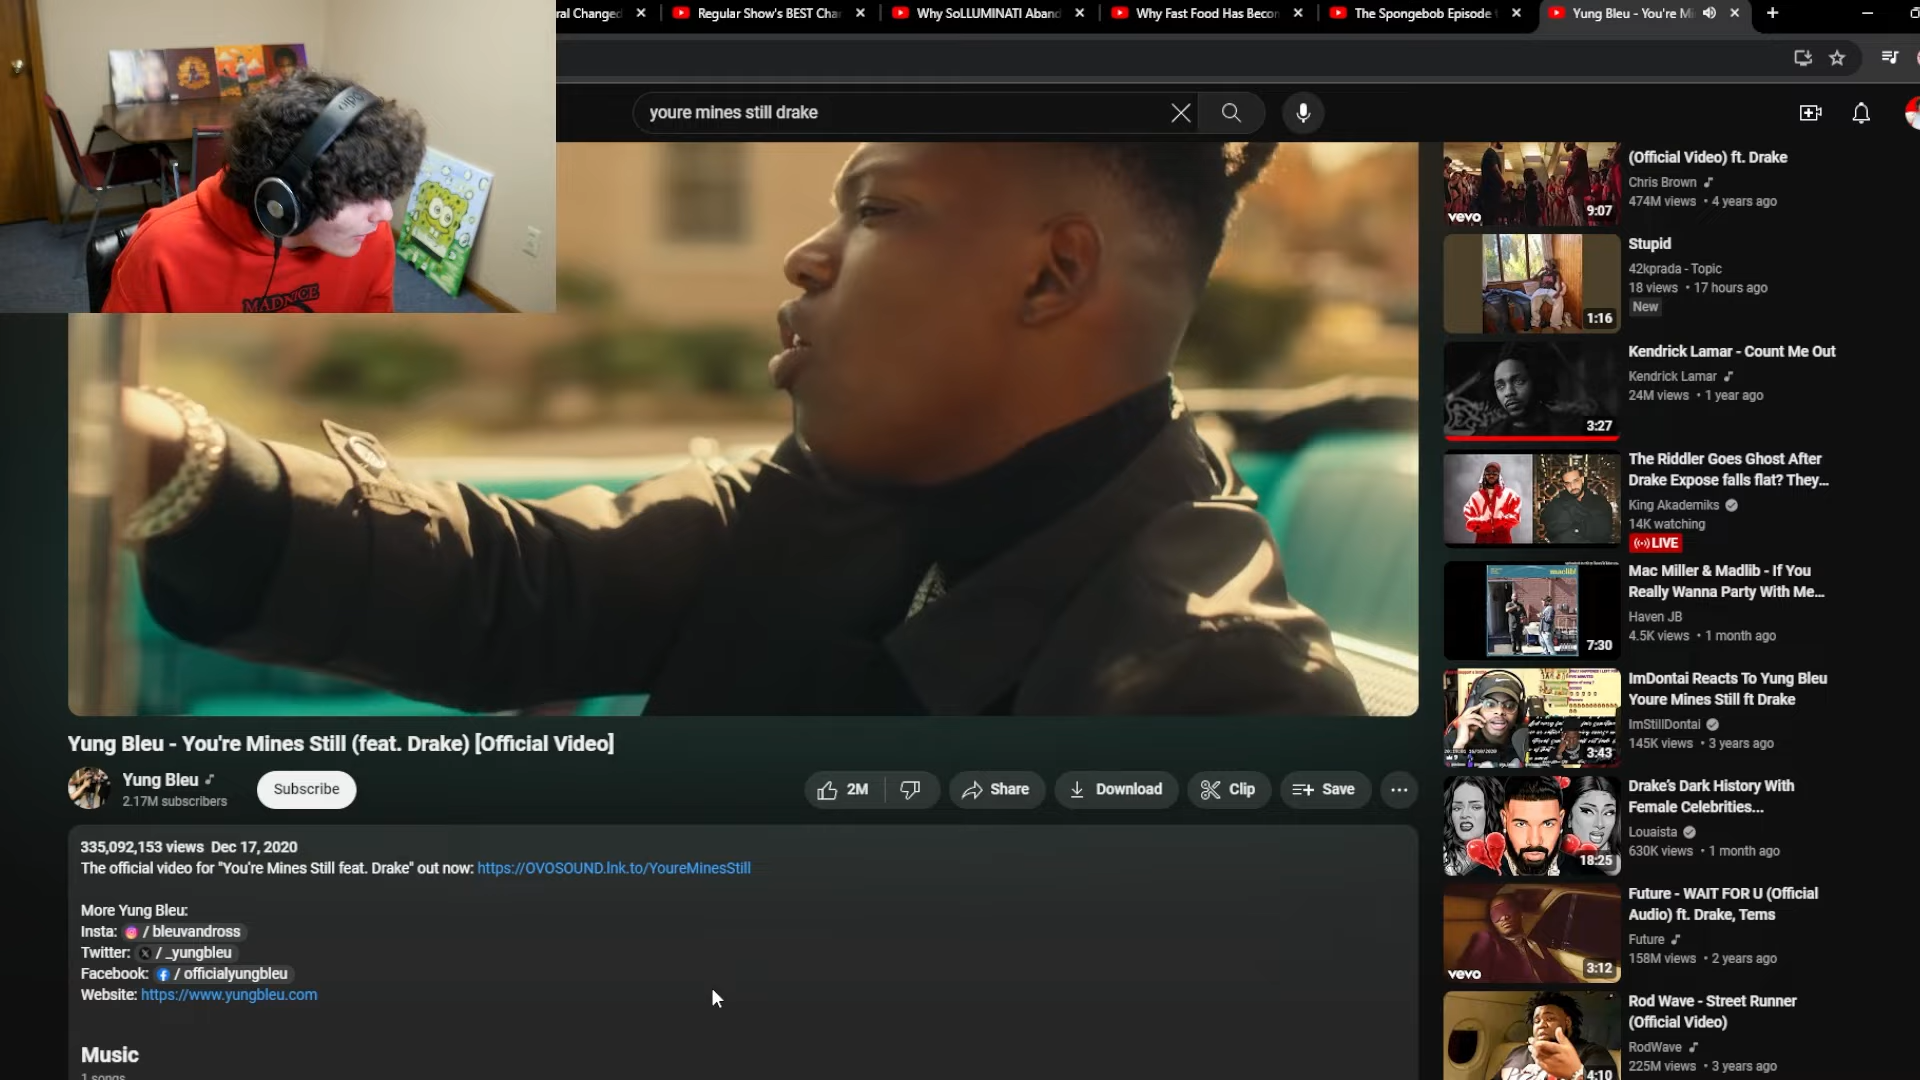 ral Changed
Regular Show's BEST Cha
Why SoLLUMINATI Aband
Why Fast Food Has Becom
The Spongebob Episode
Yung Bleu - You're Mi
youre mines still drake
MADNICE
(Official Video) ft. Drake
Chris Brown
474M views • 4 years ago
vevo
9:07
Stupid
42kprada - Topic
18 views • 17 hours ago
New
1:16
Kendrick Lamar - Count Me Out
Kendrick Lamar
24M views • 1 year ago
3:27
The Riddler Goes Ghost After
Drake Expose falls flat? They...
King Akademiks
14K watching
LIVE
Mac Miller & Madlib - If You
Really Wanna Party With Me...
Haven JB
4.5K views • 1 month ago
7:30
ImDontai Reacts To Yung Bleu
Youre Mines Still ft Drake
ImStillDontai
145K views • 3 years ago
3:43
Drake's Dark History With
Female Celebrities...
Louaista
630K views • 1 month ago
18:25
Future - WAIT FOR U (Official
Audio) ft. Drake, Tems
Future
158M views • 2 years ago
vevo
3:12
Rod Wave - Street Runner
(Official Video)
RodWave
225M views • 3 years ago
4:10
Yung Bleu - You're Mines Still (feat. Drake) [Official Video]
Yung Bleu
2.17M subscribers
Subscribe
2M
Share
Download
Clip
Save
335,092,153 views Dec 17, 2020
The official video for "You're Mines Still feat. Drake" out now: https://OVOSOUND.lnk.to/YoureMinesStill
More Yung Bleu:
Insta: / bleuvandross
Twitter: / _yungbleu
Facebook: / officialyungbleu
Website: https://www.yungbleu.com
Music
1 songs